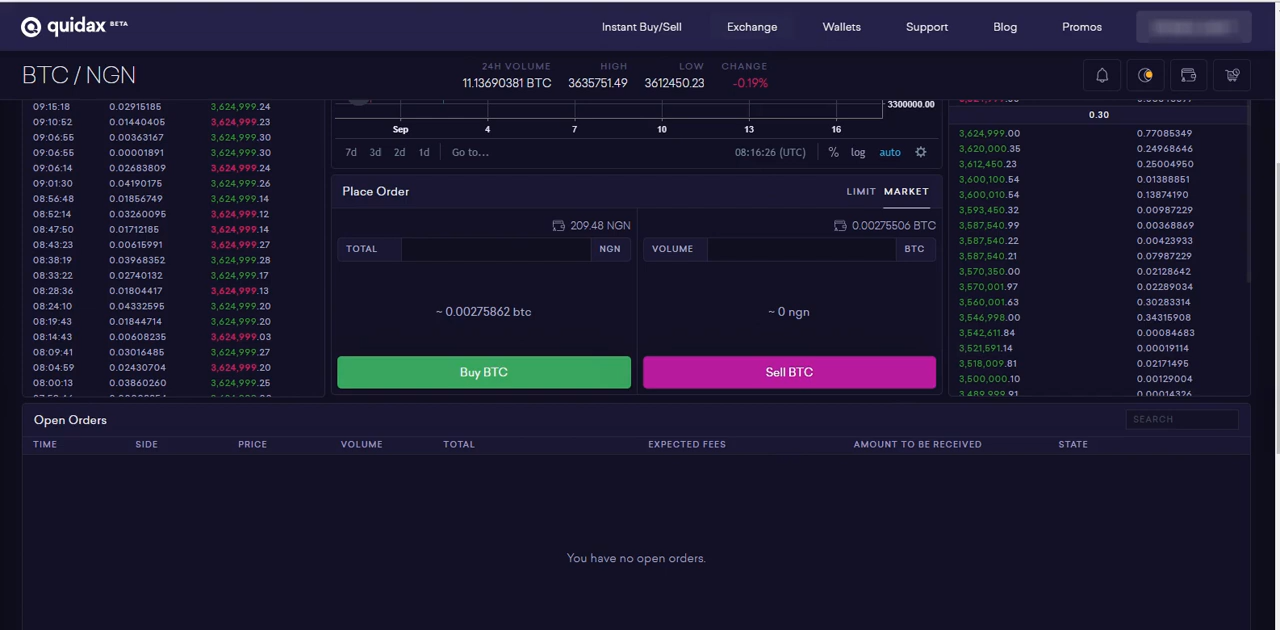 quidax BETA
Instant Buy/Sell
Exchange
Wallets
Support
Blog
Promos
BTC / NGN
24H VOLUME HIGH LOW CHANGE
11.13690381 BTC 3635751.49 3612450.23 -0.19%
09:15:18 0.02915185 3,624,999.24
09:10:52 0.01440405 3,624,999.23
09:06:55 0.00363167 3,624,999.30
09:06:55 0.00001891 3,624,999.30
09:06:14 0.02683809 3,624,999.24
09:01:30 0.04190175 3,624,999.26
08:56:48 0.01856749 3,624,999.14
08:52:14 0.03260095 3,624,999.12
08:47:50 0.01712185 3,624,999.14
08:43:23 0.00615991 3,624,999.27
08:38:19 0.03968352 3,624,999.28
08:33:22 0.02740132 3,624,999.17
08:28:36 0.01804417 3,624,999.13
08:24:10 0.04332595 3,624,999.20
08:19:43 0.01844714 3,624,999.20
08:14:43 0.00608235 3,624,999.03
08:09:41 0.03016485 3,624,999.27
08:04:59 0.02430704 3,624,999.20
08:00:13 0.03860260 3,624,999.25
3300000.00
Sep 4 7 10 13 16
7d 3d 2d 1d Go to... 08:16:26 (UTC) % log auto
Place Order
LIMIT MARKET
209.48 NGN
TOTAL NGN
~ 0.00275862 btc
Buy BTC
0.00275506 BTC
VOLUME BTC
~ 0 ngn
Sell BTC
0.30
3,624,999.00 0.77085349
3,620,000.35 0.24968646
3,612,450.23 0.25004950
3,600,100.54 0.01388851
3,600,010.54 0.13874190
3,593,450.32 0.00987229
3,587,540.99 0.00368869
3,587,540.22 0.00423933
3,587,540.21 0.07987229
3,570,350.00 0.02128642
3,570,001.97 0.02289034
3,560,001.63 0.30283314
3,546,998.00 0.34315908
3,542,611.84 0.00084683
3,521,591.14 0.00019114
3,518,009.81 0.02171495
3,500,000.10 0.00129004
3,489,999.91 0.00014326
Open Orders
SEARCH
TIME SIDE PRICE VOLUME TOTAL EXPECTED FEES AMOUNT TO BE RECEIVED STATE
You have no open orders.